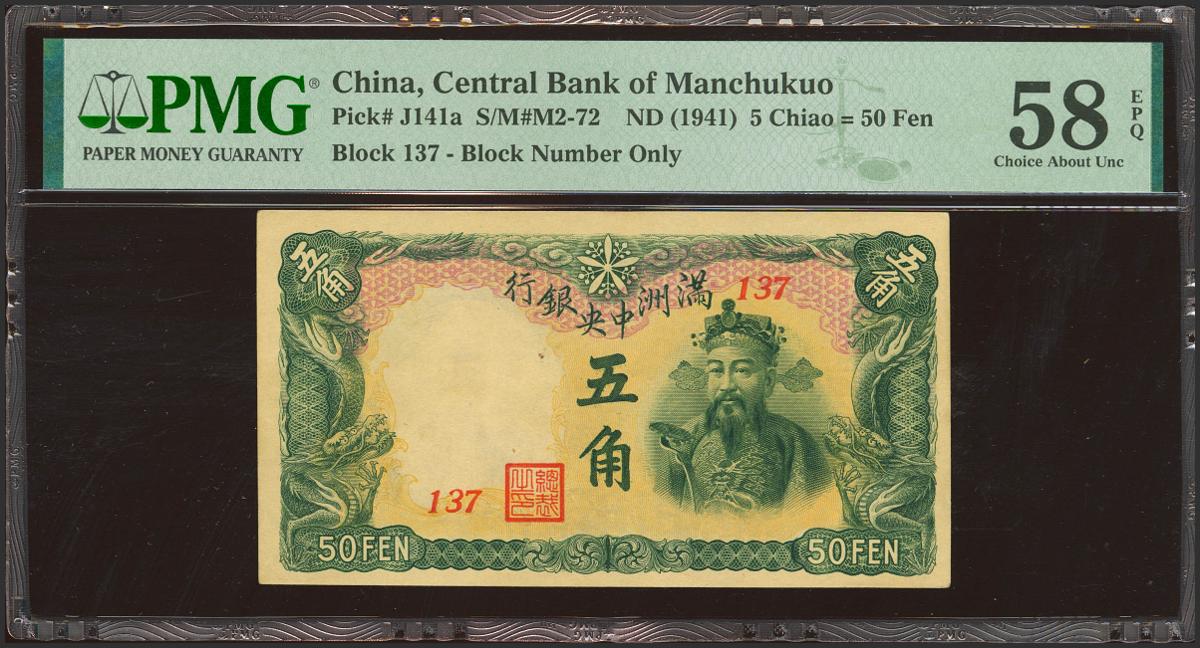 PMG®
PAPER MONEY GUARANTY
China, Central Bank of Manchukuo
Pick# J141a S/M#M2-72 ND (1941) 5 Chiao = 50 Fen
Block 137 - Block Number Only
58
EPQ
Choice About Unc
五角
五角
行銀央中洲滿
137
五角
137
總裁之印
50 FEN
50 FEN